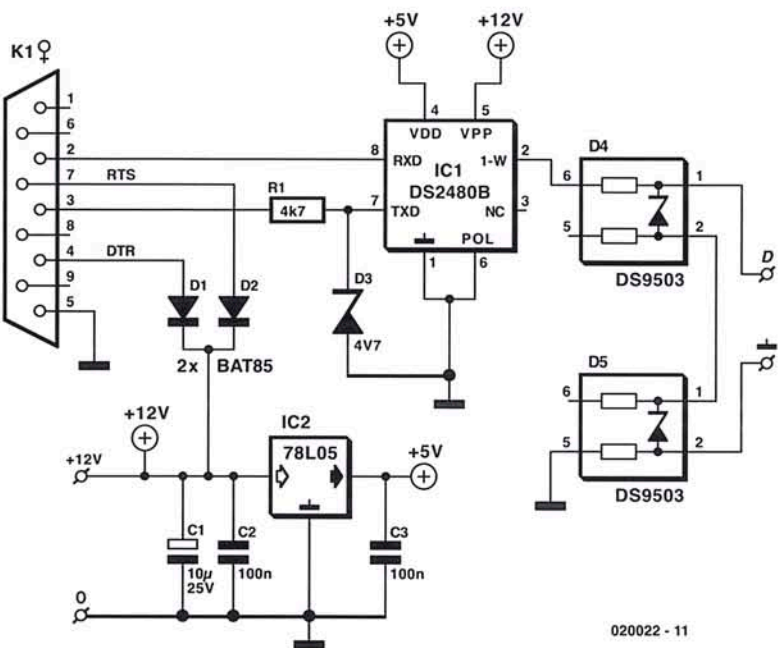 K1
+5V
+12V
1
6
2
7
3
8
4
9
5
RTS
DTR
R1
4k7
D1
D2
2x
BAT85
D3
4V7
4
5
VDD
VPP
8
RXD
IC1
1-W
2
DS2480B
7
TXD
NC
3
POL
1
6
D4
6
1
5
2
DS9503
D
D5
6
1
5
2
DS9503
+12V
+12V
IC2
78L05
+5V
C1
10µ
25V
C2
100n
C3
100n
0
020022 - 11